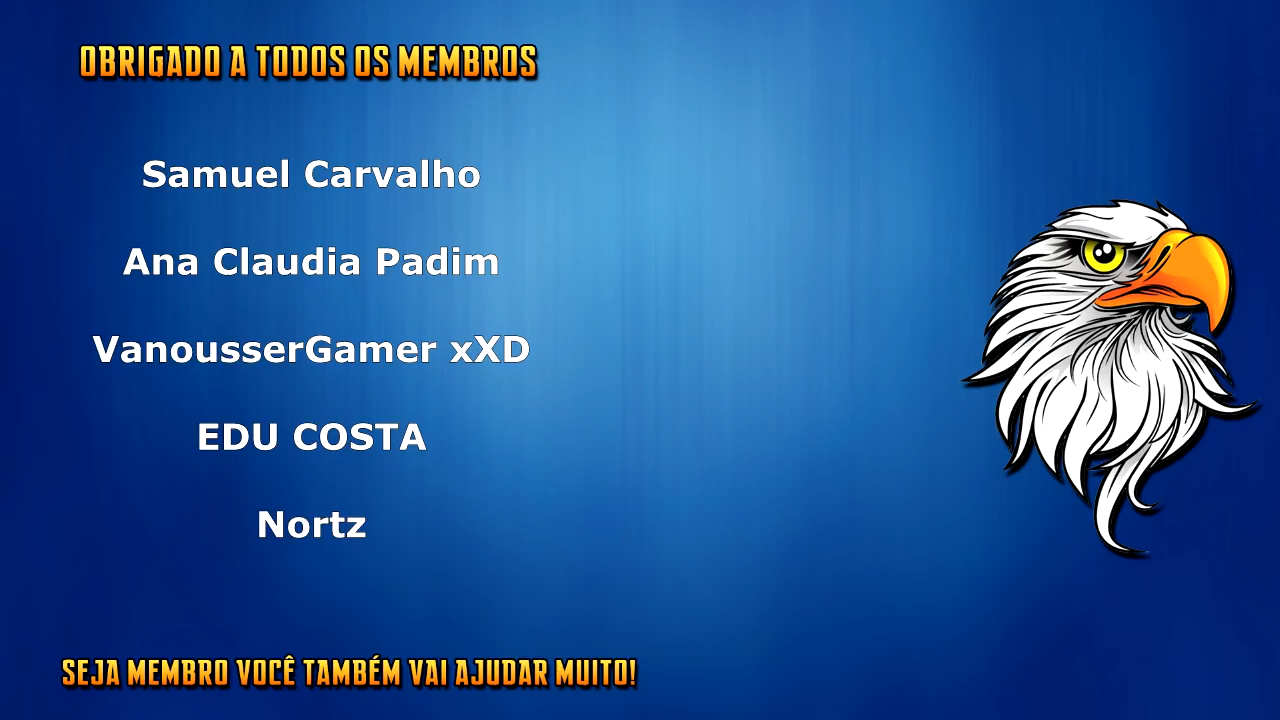 OBRIGADO A TODOS OS MEMBROS
Samuel Carvalho
Ana Claudia Padim
VanousserGamer xXD
EDU COSTA
Nortz
SEJA MEMBRO VOCÊ TAMBÉM VAI AJUDAR MUITO!